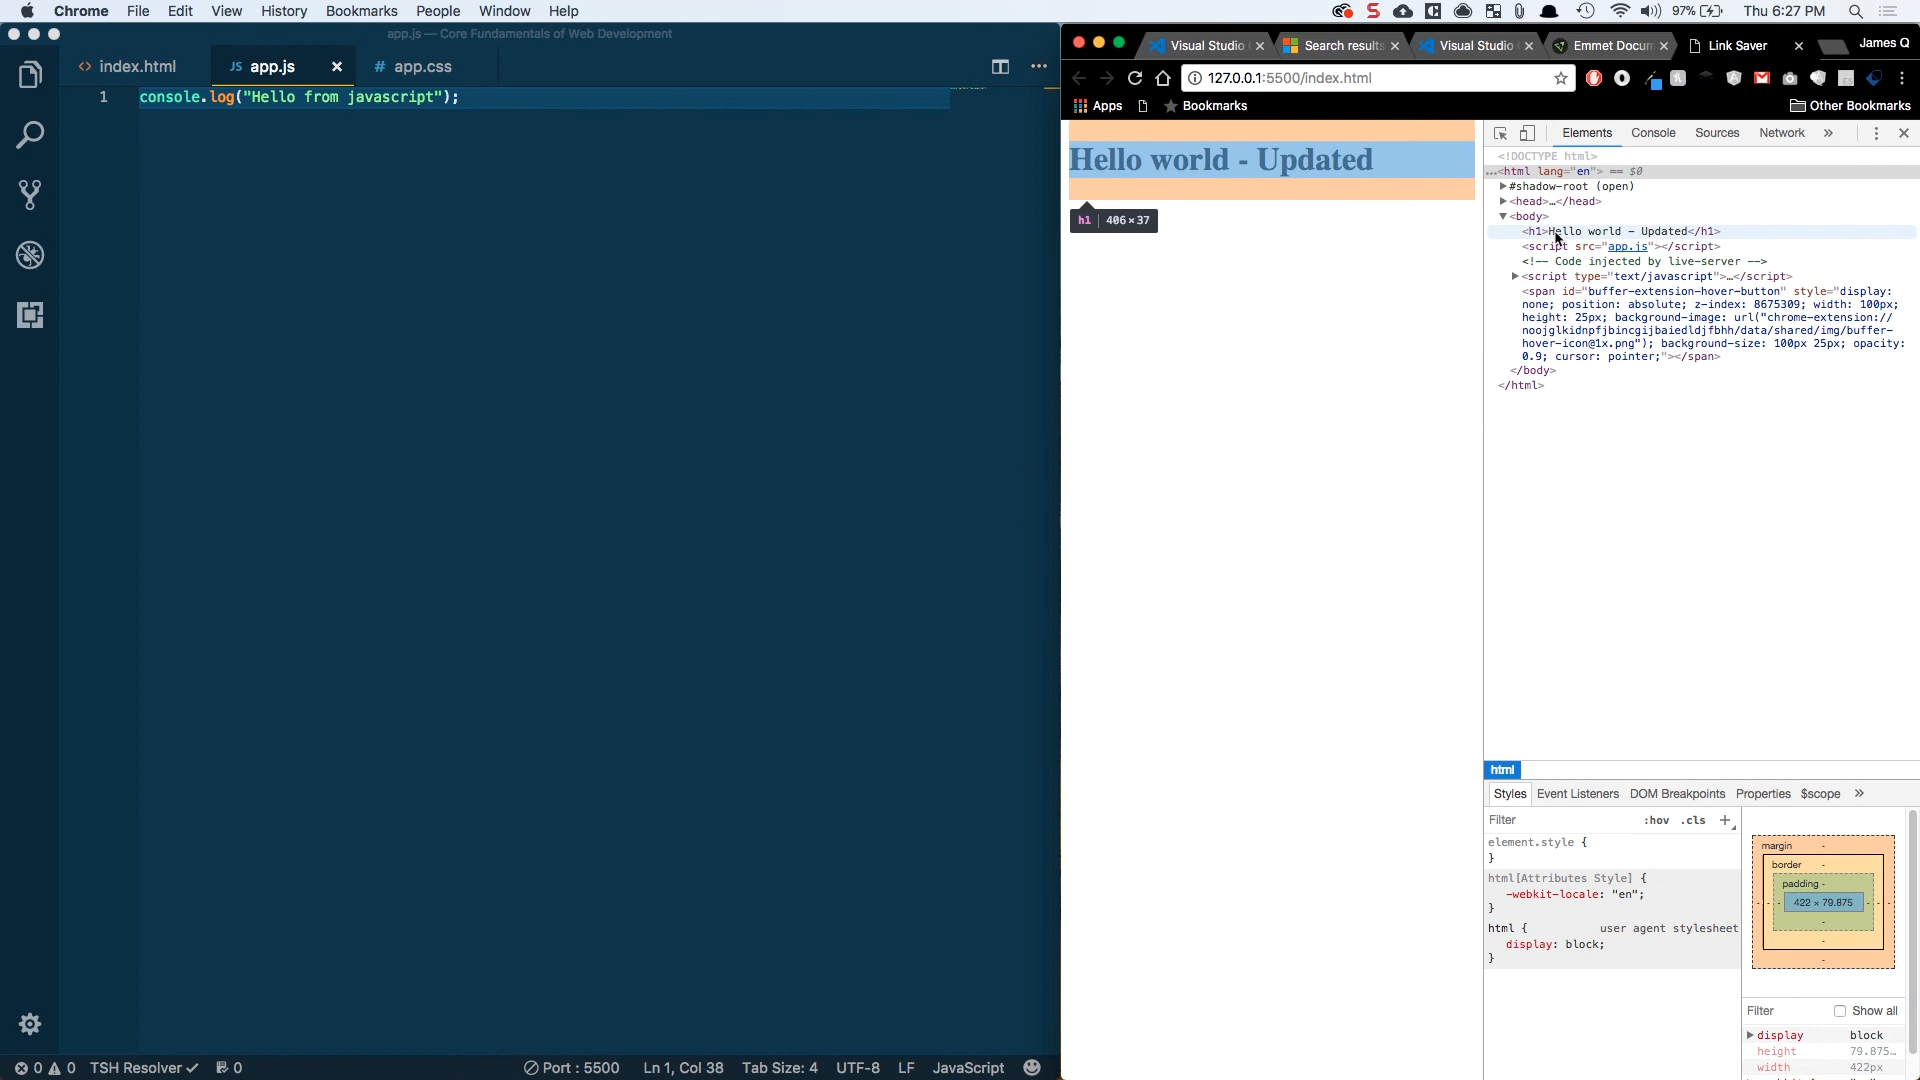 Chrome File Edit View History Bookmarks People Window Help
97% Thu 6:27 PM
app.js — Core Fundamentals of Web Development
index.html
JS app.js
# app.css
1 console.log("Hello from javascript");
TSH Resolver
Port : 5500 Ln 1, Col 38 Tab Size: 4 UTF-8 LF JavaScript
0 0 0
Visual Studio Search results Visual Studio Emmet Docum Link Saver James Q
127.0.0.1:5500/index.html
Apps Bookmarks Other Bookmarks
Hello world - Updated
h1 406 × 37
Elements Console Sources Network »
<!DOCTYPE html>
...<html lang="en"> == $0
#shadow-root (open)
<head>…</head>
<body>
<h1>Hello world - Updated</h1>
<script src="app.js"></script>
<!-- Code injected by live-server -->
<script type="text/javascript">…</script>
<span id="buffer-extension-hover-button" style="display:
none; position: absolute; z-index: 8675309; width: 100px;
height: 25px; background-image: url("chrome-extension://
noojglkidnpfjbincgijbaiedldjfbhh/data/shared/img/buffer-
hover-icon@1x.png"); background-size: 100px 25px; opacity:
0.9; cursor: pointer;"></span>
</body>
</html>
html
Styles Event Listeners DOM Breakpoints Properties $scope »
Filter :hov .cls +
element.style {
}
html[Attributes Style] {
-webkit-locale: "en";
}
html { user agent stylesheet
display: block;
}
margin -
border -
padding -
422 × 79.875
Filter Show all
display block
height 79.875…
width 422px